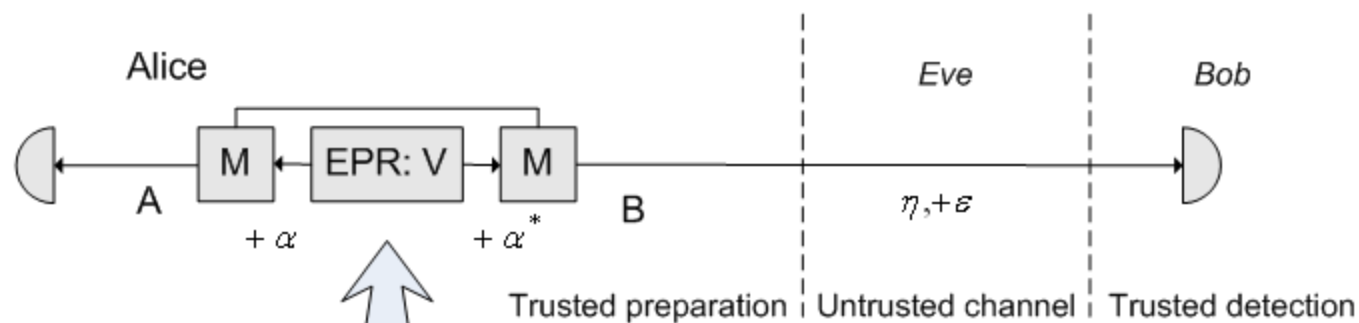 Alice
Eve
Bob
M
EPR: V
M
A
B
+ α
+ α*
η,+ε
Trusted preparation
Untrusted channel
Trusted detection